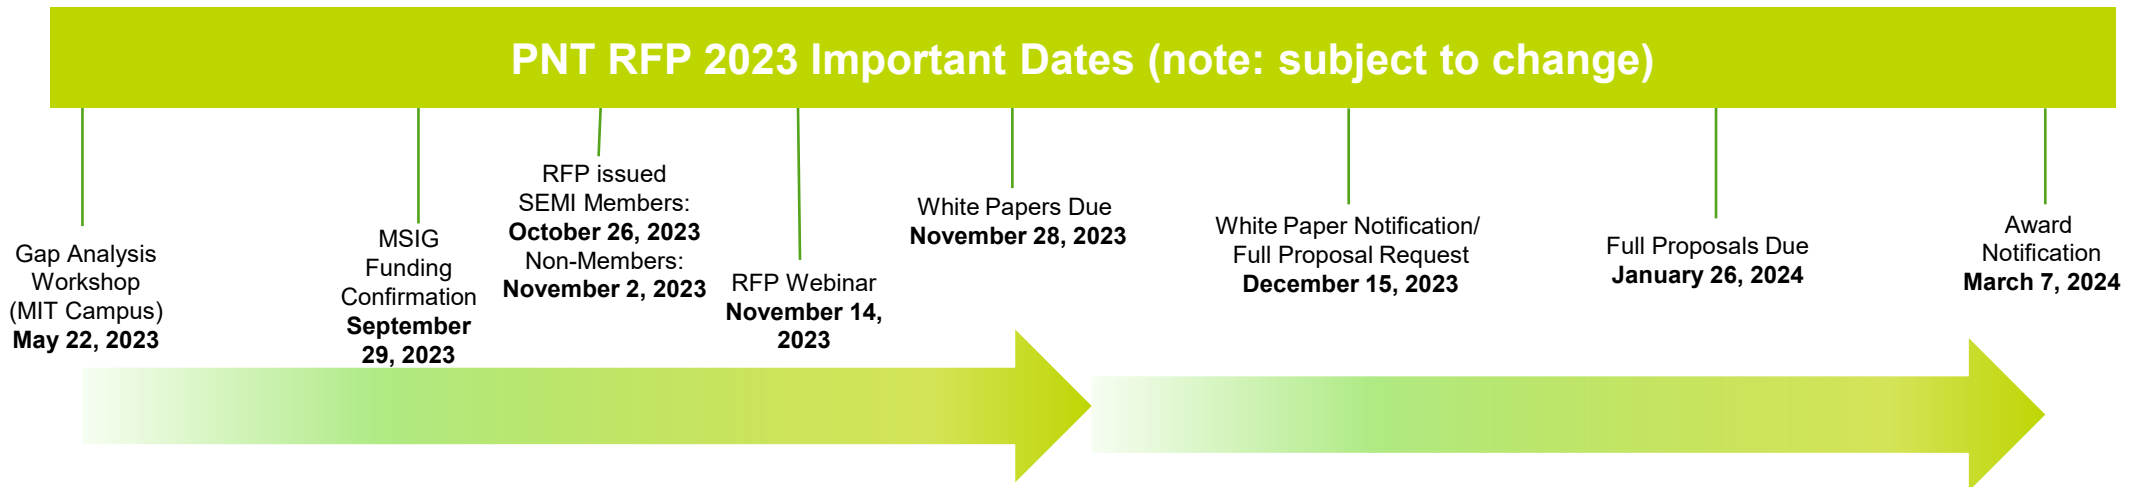 PNT RFP 2023 Important Dates (note: subject to change)
Gap Analysis
Workshop
(MIT Campus)
May 22, 2023
MSIG
Funding
Confirmation
September
29, 2023
RFP issued
SEMI Members:
October 26, 2023
Non-Members:
November 2, 2023
RFP Webinar
November 14,
2023
White Papers Due
November 28, 2023
White Paper Notification/
Full Proposal Request
December 15, 2023
Full Proposals Due
January 26, 2024
Award
Notification
March 7, 2024